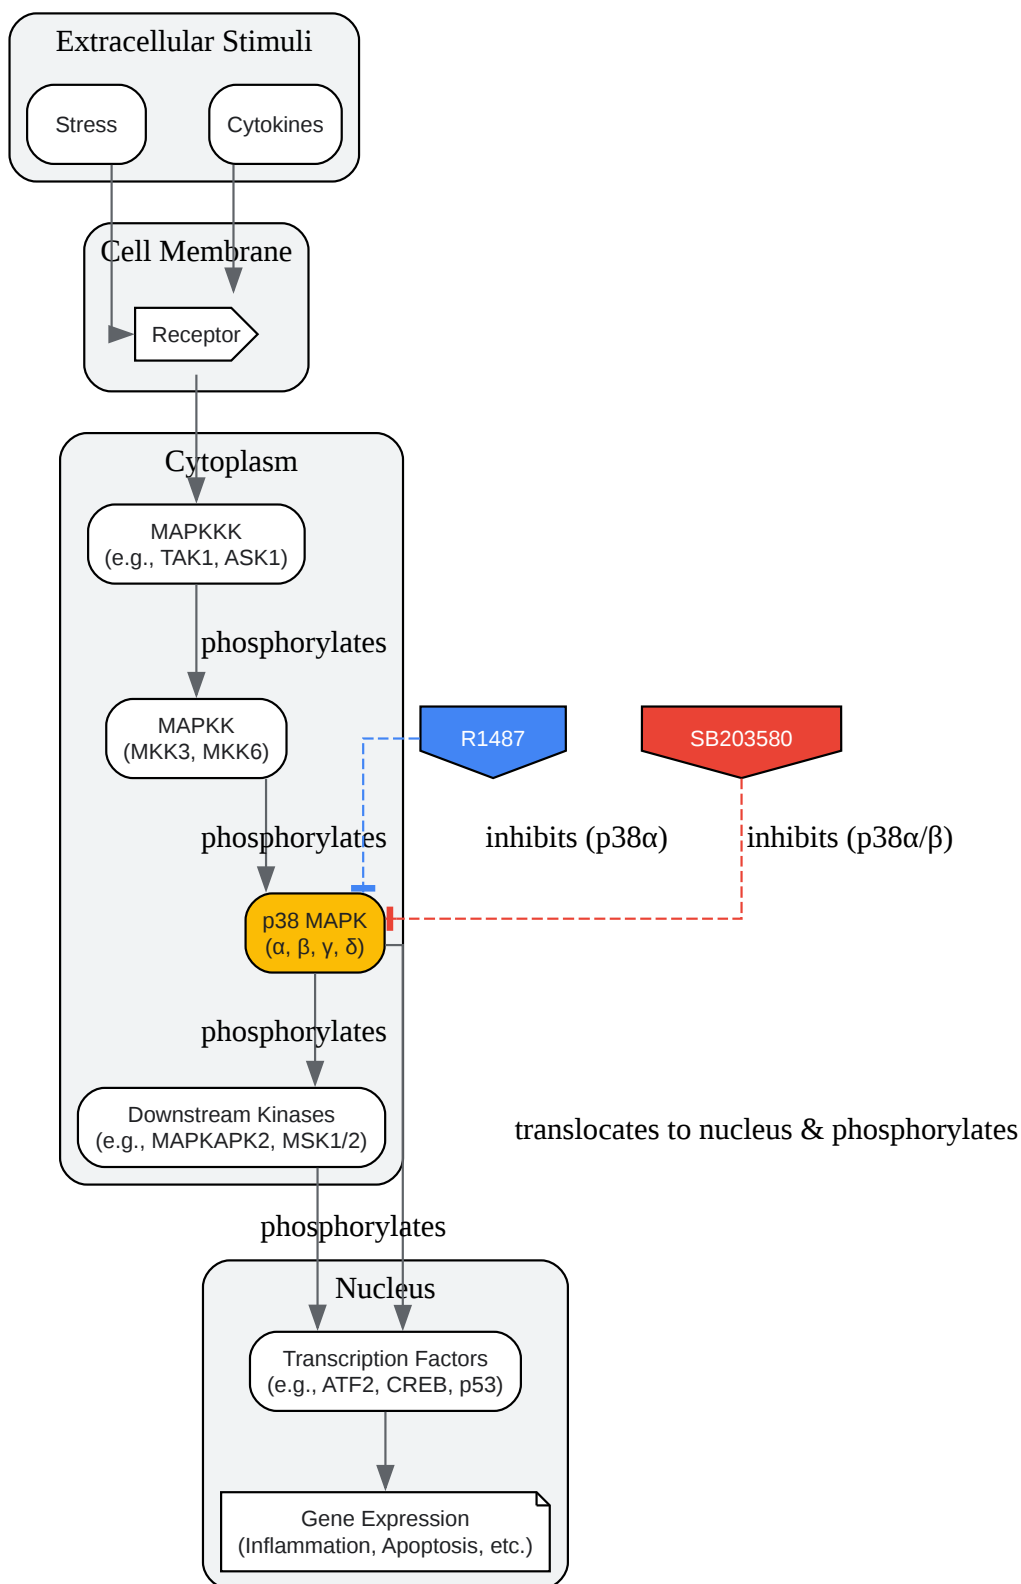 Extracellular Stimuli
Stress
Cytokines
Cell Membrane
Receptor
Cytoplasm
MAPKKK
(e.g., TAK1, ASK1)
phosphorylates
MAPKK
(MKK3, MKK6)
R1487
SB203580
phosphorylates
inhibits (p38α)
inhibits (p38α/β)
p38 MAPK
(α, β, γ, δ)
phosphorylates
Downstream Kinases
(e.g., MAPKAPK2, MSK1/2)
translocates to nucleus & phosphorylates
phosphorylates
Nucleus
Transcription Factors
(e.g., ATF2, CREB, p53)
Gene Expression
(Inflammation, Apoptosis, etc.)